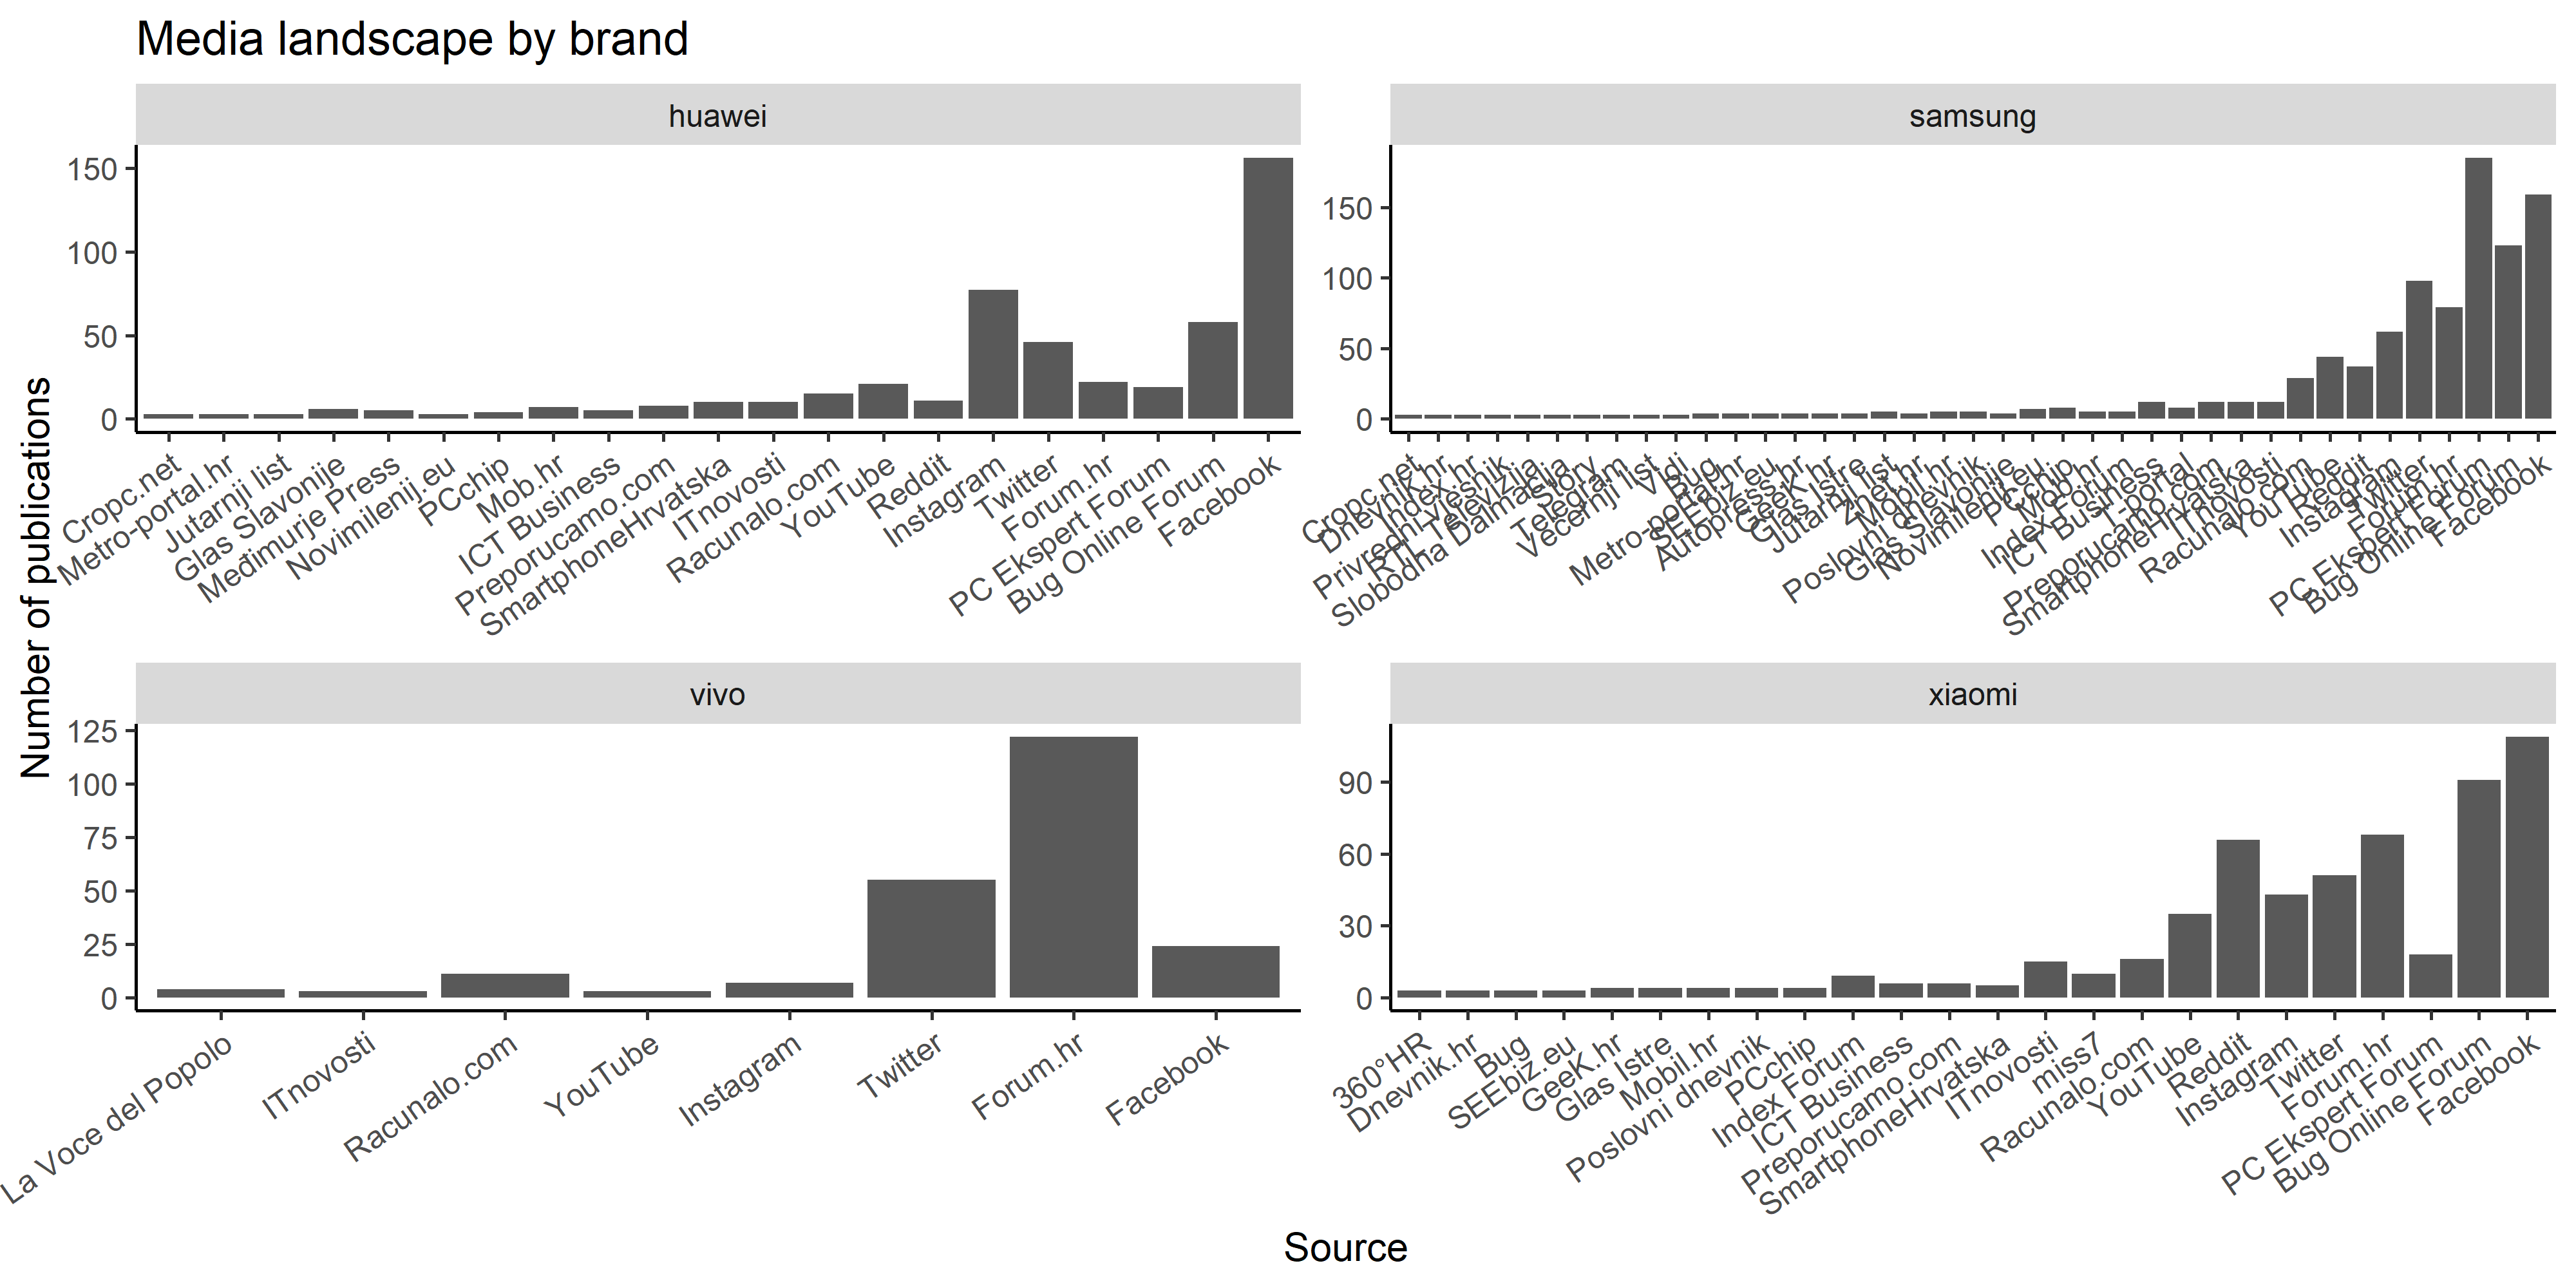 Media landscape by brand
Number of publications
huawei
150
100
50
0
Cropc.net
Metro-portal.hr
Jutarnji list
Glas Slavonije
Medimurje Press
Novimilenij.eu
PCchip
Mob.hr
ICT Business
Preporucamo.com
SmartphoneHrvatska
ITnovosti
Racunalo.com
YouTube
Reddit
Instagram
Twitter
Forum.hr
PC Ekspert Forum
Bug Online Forum
Facebook
samsung
150
100
50
0
Cropc.net
Dnevnik.hr
Index.hr
Privredni vjesnik
RTL Televizija
Slobodna Dalmacija
Story
Telegram
Vecernji list
Vidi
Bug
Metro-portal.hr
SEEbiz.eu
Autopress.hr
GeeK.hr
Glas Istre
Jutarnji list
Zimo
Mobil.hr
Poslovni dnevnik
Glas Slavonije
Novimilenij.eu
PCchip
Mob.hr
Index Forum
ICT Business
T-portal
Preporucamo.com
SmartphoneHrvatska
ITnovosti
Racunalo.com
YouTube
Reddit
Instagram
Twitter
Forum.hr
PC Ekspert Forum
Bug Online Forum
Facebook
vivo
125
100
75
50
25
0
La Voce del Popolo
ITnovosti
Racunalo.com
YouTube
Instagram
Twitter
Forum.hr
Facebook
xiaomi
90
60
30
0
360°HR
Dnevnik.hr
Bug
SEEbiz.eu
GeeK.hr
Glas Istre
Mobil.hr
Poslovni dnevnik
PCchip
Index Forum
ICT Business
Preporucamo.com
SmartphoneHrvatska
ITnovosti
miss7
Racunalo.com
YouTube
Reddit
Instagram
Twitter
Forum.hr
PC Ekspert Forum
Bug Online Forum
Facebook
Source